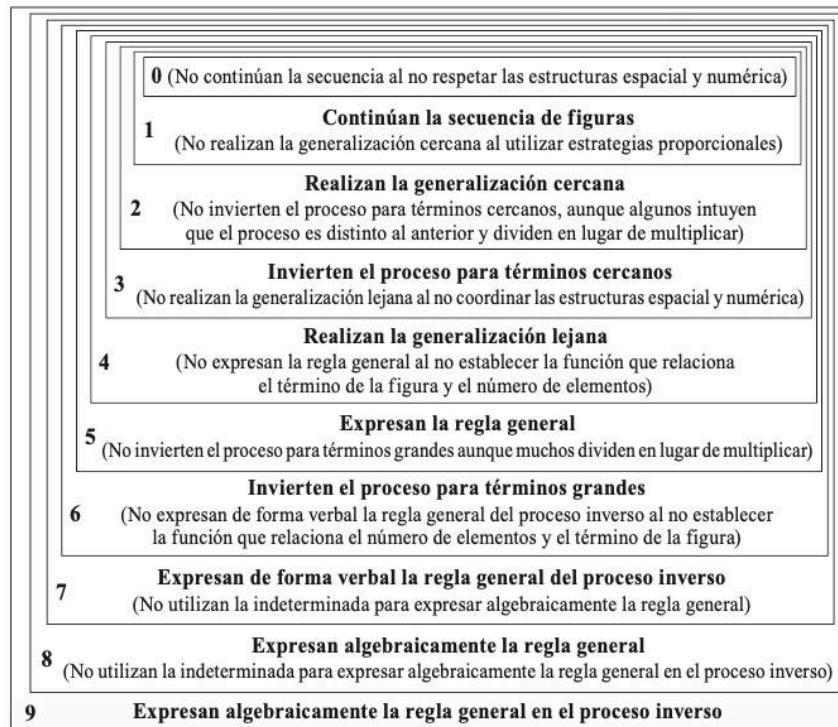 0 (No continúan la secuencia al no respetar las estructuras espacial y numérica)
Continúan la secuencia de figuras
1
(No realizan la generalización cercana al utilizar estrategias proporcionales)
Realizan la generalización cercana
2 (No invierten el proceso para términos cercanos, aunque algunos intuyen
que el proceso es distinto al anterior y dividen en lugar de multiplicar)
Invierten el proceso para términos cercanos
3
(No realizan la generalización lejana al no coordinar las estructuras espacial y numérica)
Realizan la generalización lejana
4 (No expresan la regla general al no establecer la función que relaciona
el término de la figura y el número de elementos)
Expresan la regla general
5
(No invierten el proceso para términos grandes aunque muchos dividen en lugar de multiplicar)
Invierten el proceso para términos grandes
6 (No expresan de forma verbal la regla general del proceso inverso al no establecer
la función que relaciona el número de elementos y el término de la figura)
Expresan de forma verbal la regla general del proceso inverso
7
(No utilizan la indeterminada para expresar algebraicamente la regla general)
Expresan algebraicamente la regla general
8
(No utilizan la indeterminada para expresar algebraicamente la regla general en el proceso inverso)
9 Expresan algebraicamente la regla general en el proceso inverso